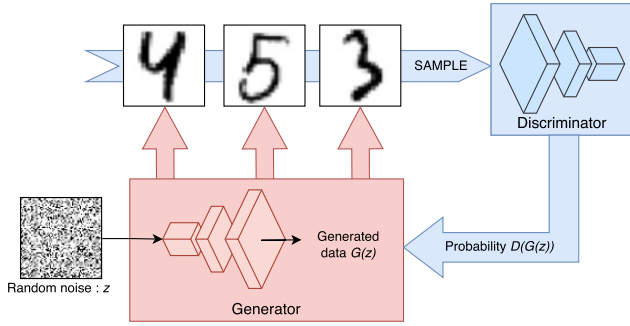 4 5 3
SAMPLE
Discriminator
Generated
data G(z)
Probability D(G(z))
Random noise : z
Generator